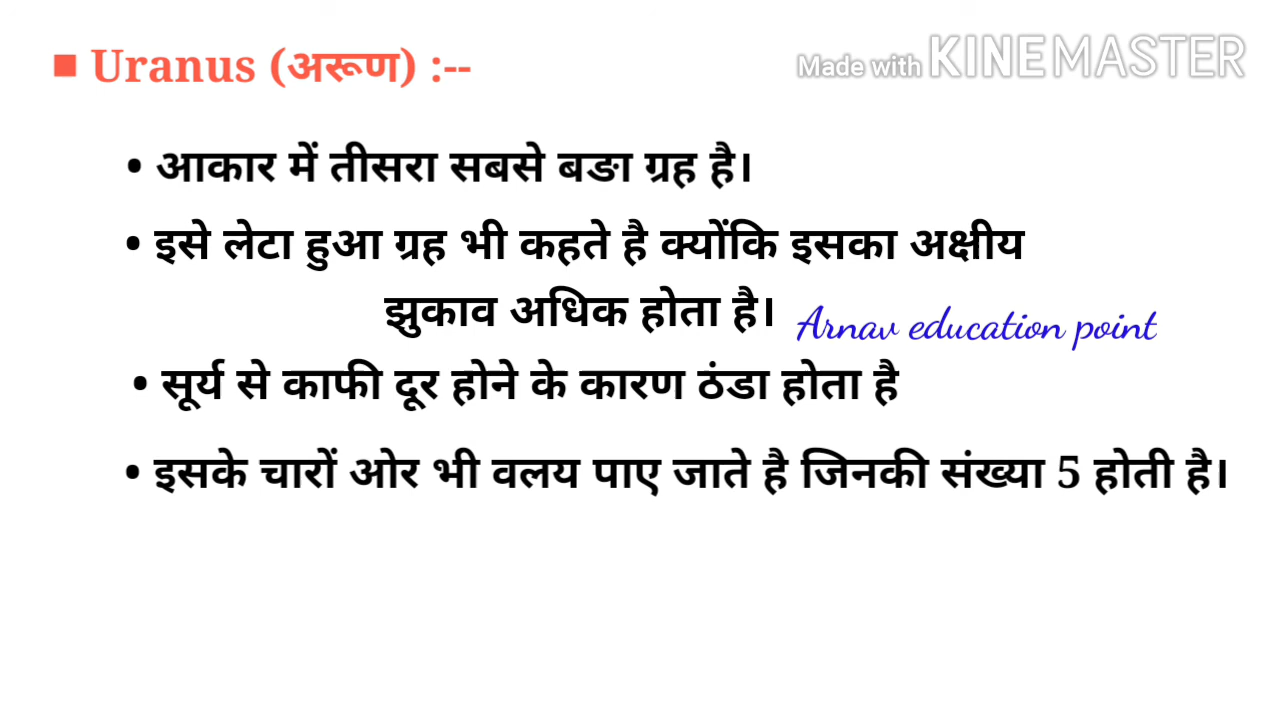 ■ Uranus (अरूण) :--
Made with KINEMASTER
• आकार में तीसरा सबसे बङा ग्रह है।
• इसे लेटा हुआ ग्रह भी कहते है क्योंकि इसका अक्षीय
झुकाव अधिक होता है।
Arnav education point
• सूर्य से काफी दूर होने के कारण ठंडा होता है
• इसके चारों ओर भी वलय पाए जाते है जिनकी संख्या 5 होती है।